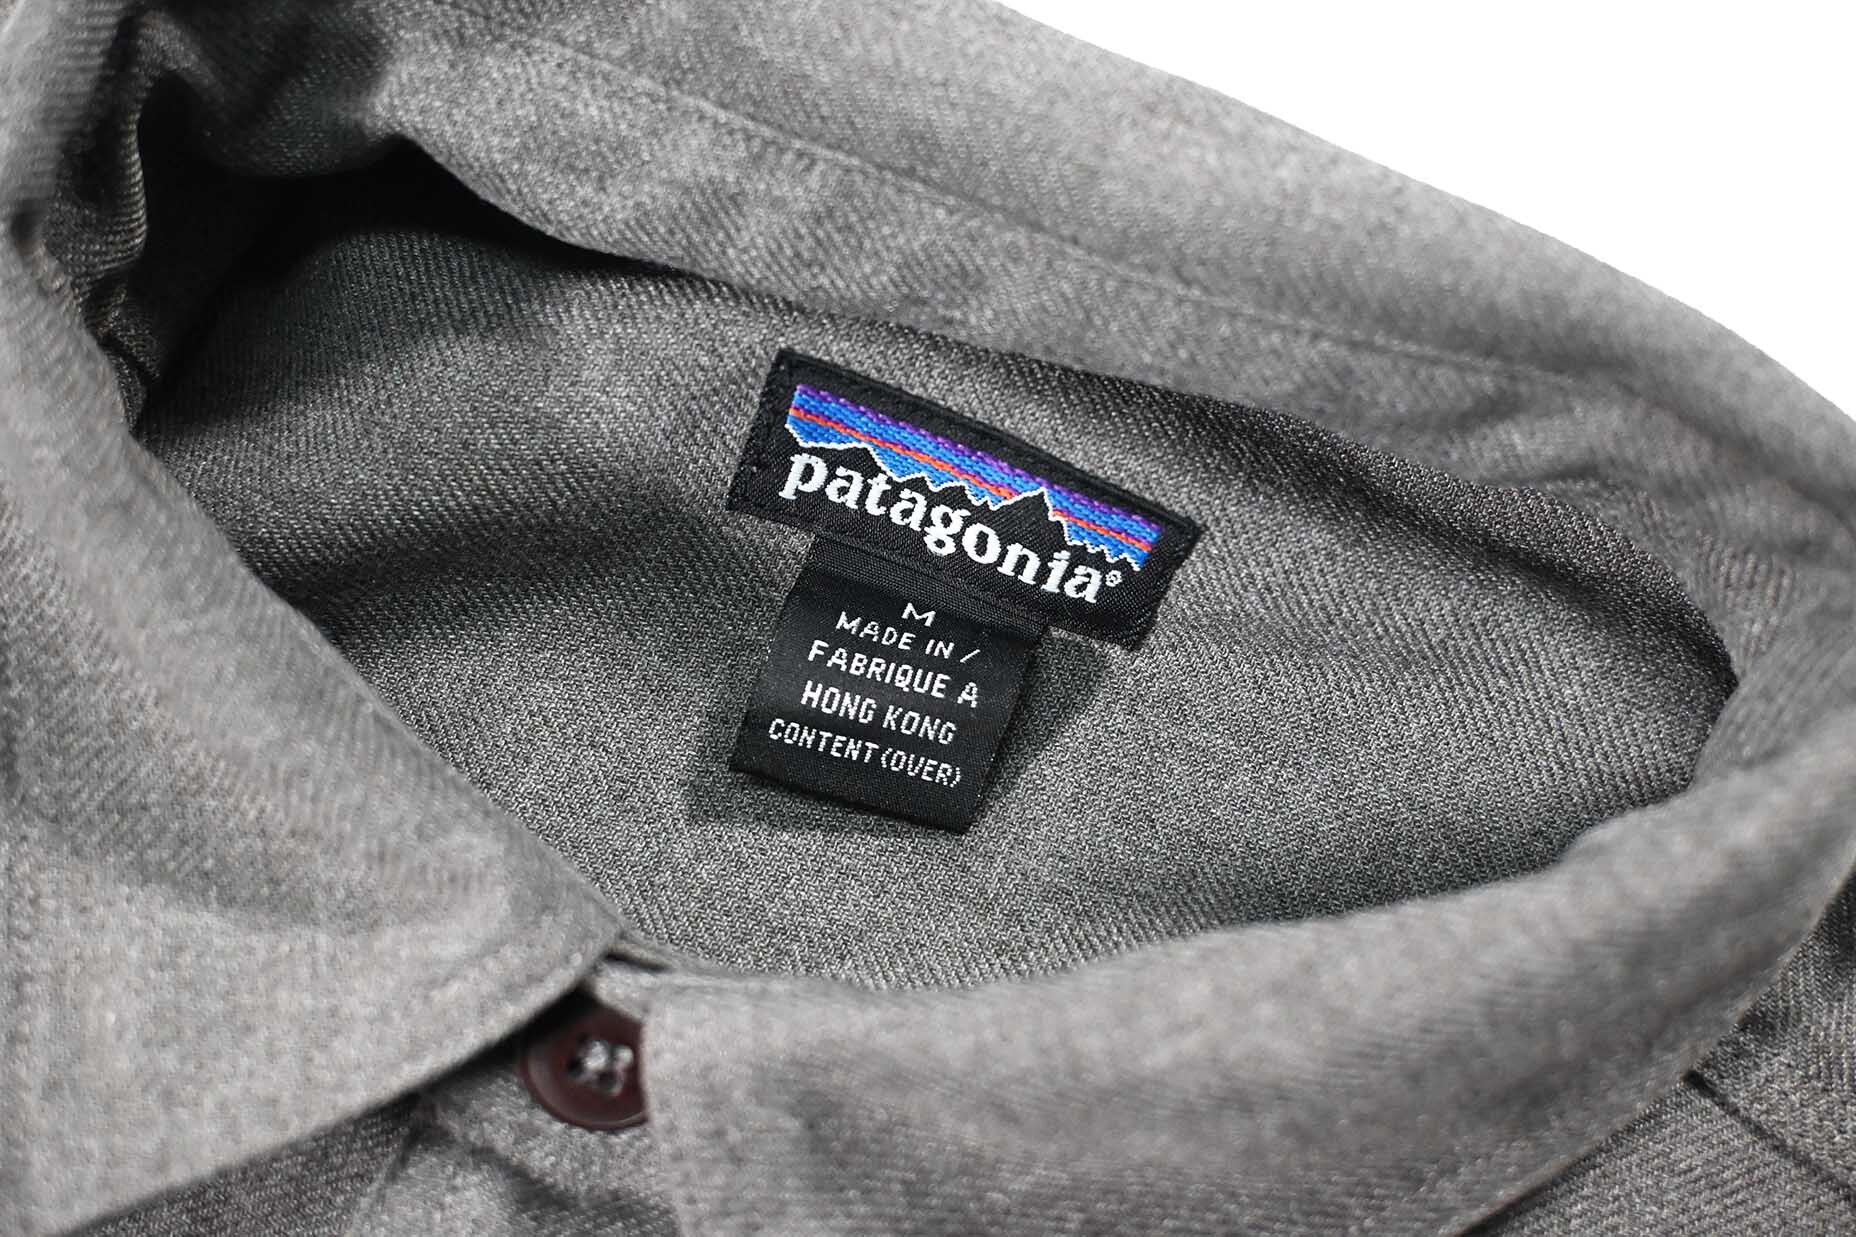 patagonia®
M
MADE IN /
FABRIQUE A
HONG KONG
CONTENT (OVER)